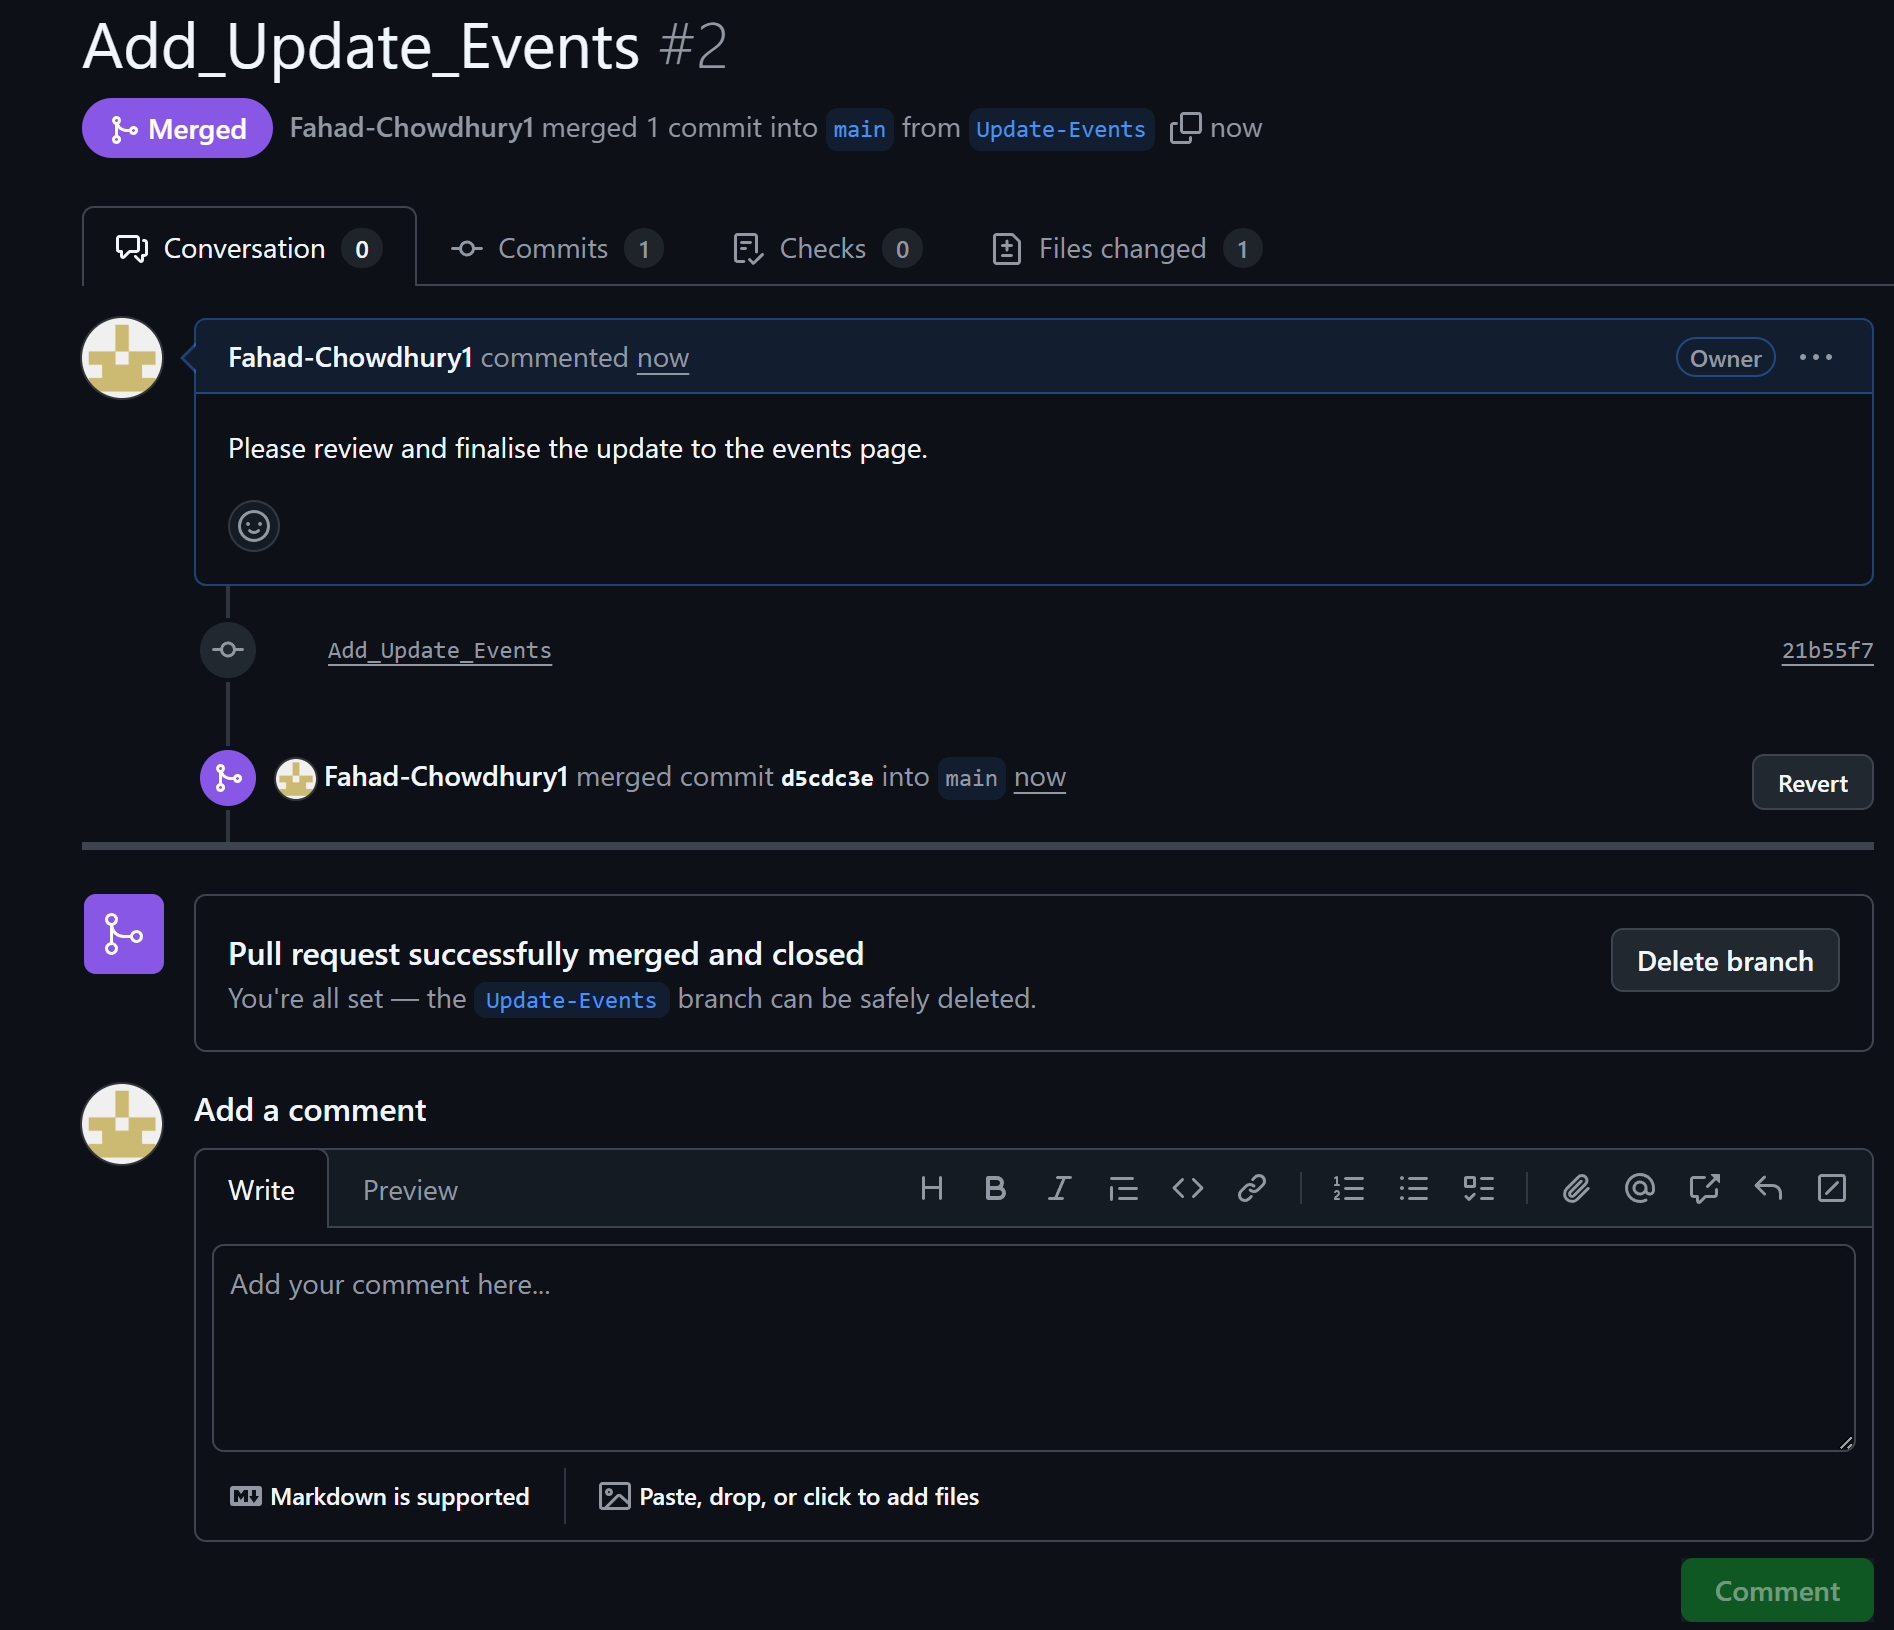 Add_Update_Events #2
Merged Fahad-Chowdhury1 merged 1 commit into main from Update-Events now
Conversation 0 Commits 1 Checks 0 Files changed 1
Fahad-Chowdhury1 commented now Owner
Please review and finalise the update to the events page.
Add_Update_Events 21b55f7
Fahad-Chowdhury1 merged commit d5cdc3e into main now Revert
Pull request successfully merged and closed
You're all set — the Update-Events branch can be safely deleted.
Delete branch
Add a comment
Write Preview
Add your comment here...
Markdown is supported Paste, drop, or click to add files
Comment